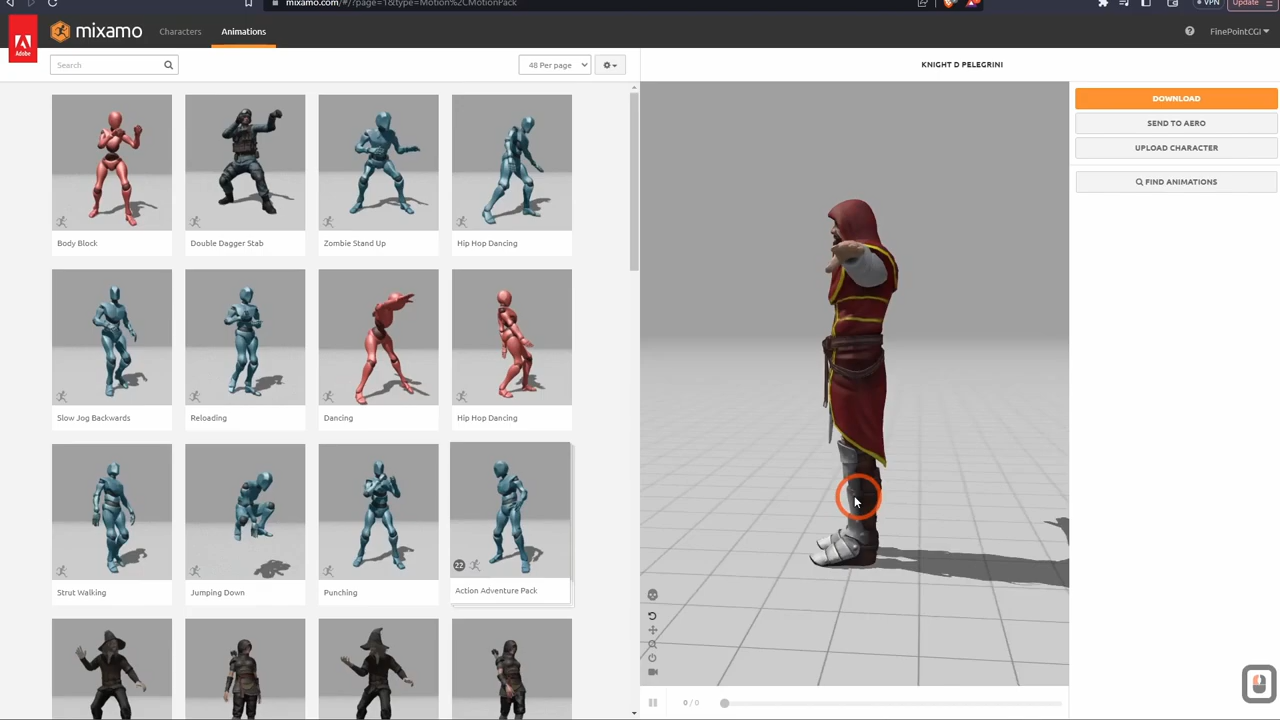 mixamo.com/#/?page=1&type=Motion%2CMotionPack
VPN
Update
Adobe
mixamo
Characters
Animations
FinePointCGI
Search
48 Per page
KNIGHT D PELEGRINI
DOWNLOAD
SEND TO AERO
UPLOAD CHARACTER
FIND ANIMATIONS
Body Block
Double Dagger Stab
Zombie Stand Up
Hip Hop Dancing
Slow Jog Backwards
Reloading
Dancing
Hip Hop Dancing
Strut Walking
Jumping Down
Punching
22
Action Adventure Pack
0 / 0